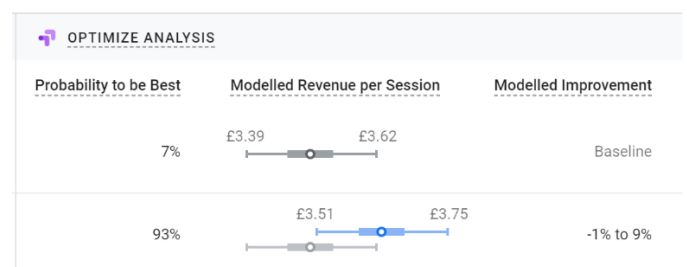 OPTIMIZE ANALYSIS
Probability to be Best Modelled Revenue per Session Modelled Improvement
£3.39 £3.62
7% Baseline
£3.51 £3.75
93% -1% to 9%